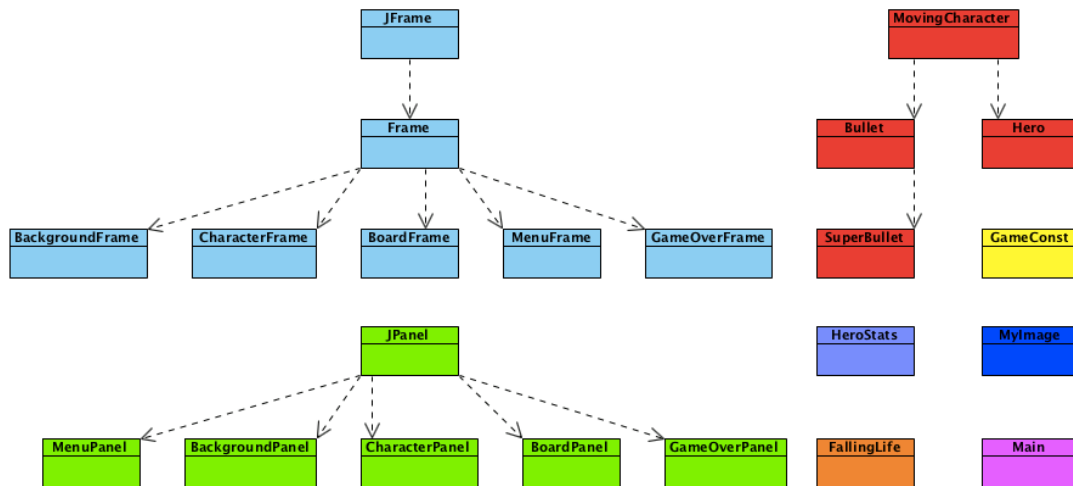 JFrame
MovingCharacter
Frame
Bullet
Hero
BackgroundFrame
CharacterFrame
BoardFrame
MenuFrame
GameOverFrame
SuperBullet
GameConst
JPanel
HeroStats
MyImage
MenuPanel
BackgroundPanel
CharacterPanel
BoardPanel
GameOverPanel
FallingLife
Main